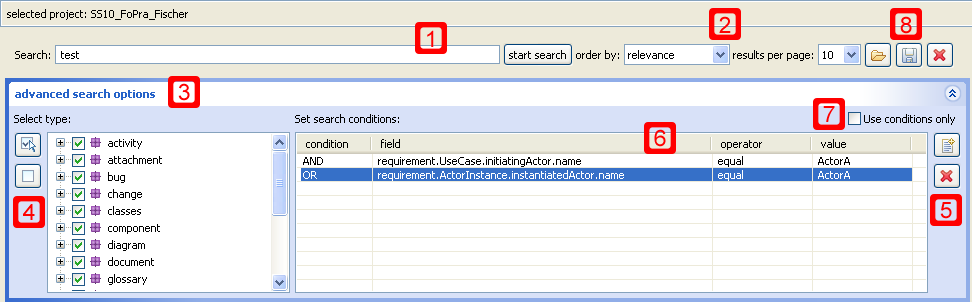 selected project: SS10_FoPra_Fischer
1 2 8
Search: test start search order by: relevance results per page: 10
advanced search options 3
7
Select type: Set search conditions: Use conditions only
6
condition field operator value
activity AND requirement.UseCase.initiatingActor.name equal ActorA
attachment OR requirement.ActorInstance.instantiatedActor.name equal ActorA
bug
change
4 classes 5
component
diagram
document
glossary